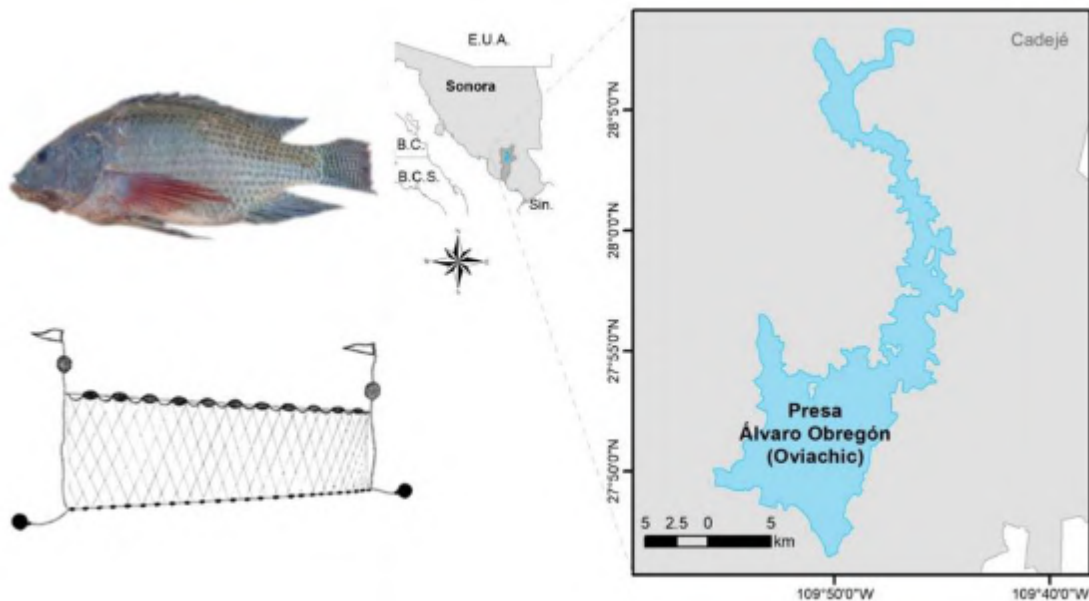 E.U.A.
Sonora
B.C.
B.C.S.
Sin.
Cadejé
28°5'0"N
28°0'0"N
27°55'0"N
27°50'0"N
Presa
Álvaro Obregón
(Oviachic)
5 2.5 0 5
km
109°50'0"W 109°40'0"W